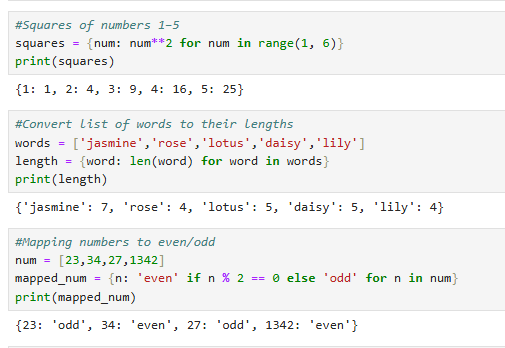 #Squares of numbers 1-5
squares = {num: num**2 for num in range(1, 6)}
print(squares)
{1: 1, 2: 4, 3: 9, 4: 16, 5: 25}
#Convert list of words to their lengths
words = ['jasmine','rose','lotus','daisy','lily']
length = {word: len(word) for word in words}
print(length)
{'jasmine': 7, 'rose': 4, 'lotus': 5, 'daisy': 5, 'lily': 4}
#Mapping numbers to even/odd
num = [23,34,27,1342]
mapped_num = {n: 'even' if n % 2 == 0 else 'odd' for n in num}
print(mapped_num)
{23: 'odd', 34: 'even', 27: 'odd', 1342: 'even'}